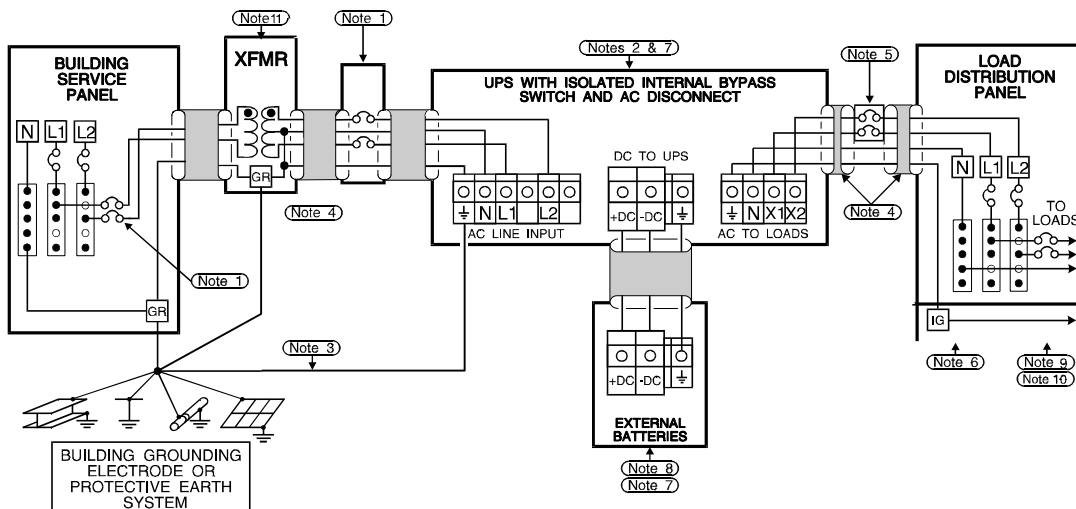 Note 11
Note 1
Notes 2 & 7
Note 5
BUILDING
SERVICE
PANEL
XFMR
UPS WITH ISOLATED INTERNAL BYPASS
SWITCH AND AC DISCONNECT
LOAD
DISTRIBUTION
PANEL
N L1 L2
DC TO UPS
N L1 L2
GR
Note 4
N L1 L2
AC LINE INPUT
+DC -DC
N X1 X2
AC TO LOADS
Note 4
TO
LOADS
Note 1
GR
IG
Note 3
Note 6
Note 9
Note 10
+DC -DC
EXTERNAL
BATTERIES
Note 8
Note 7
BUILDING GROUNDING
ELECTRODE OR
PROTECTIVE EARTH
SYSTEM